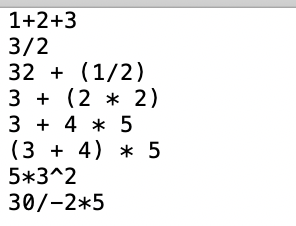 1+2+3
3/2
32 + (1/2)
3 + (2 * 2)
3 + 4 * 5
(3 + 4) * 5
5*3^2
30/-2*5